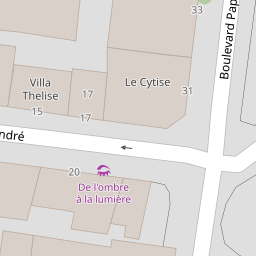 33
Boulevard Pap
Villa
Thelise
17
Le Cytise
31
15
17
ndré
20
De l'ombre
à la lumière